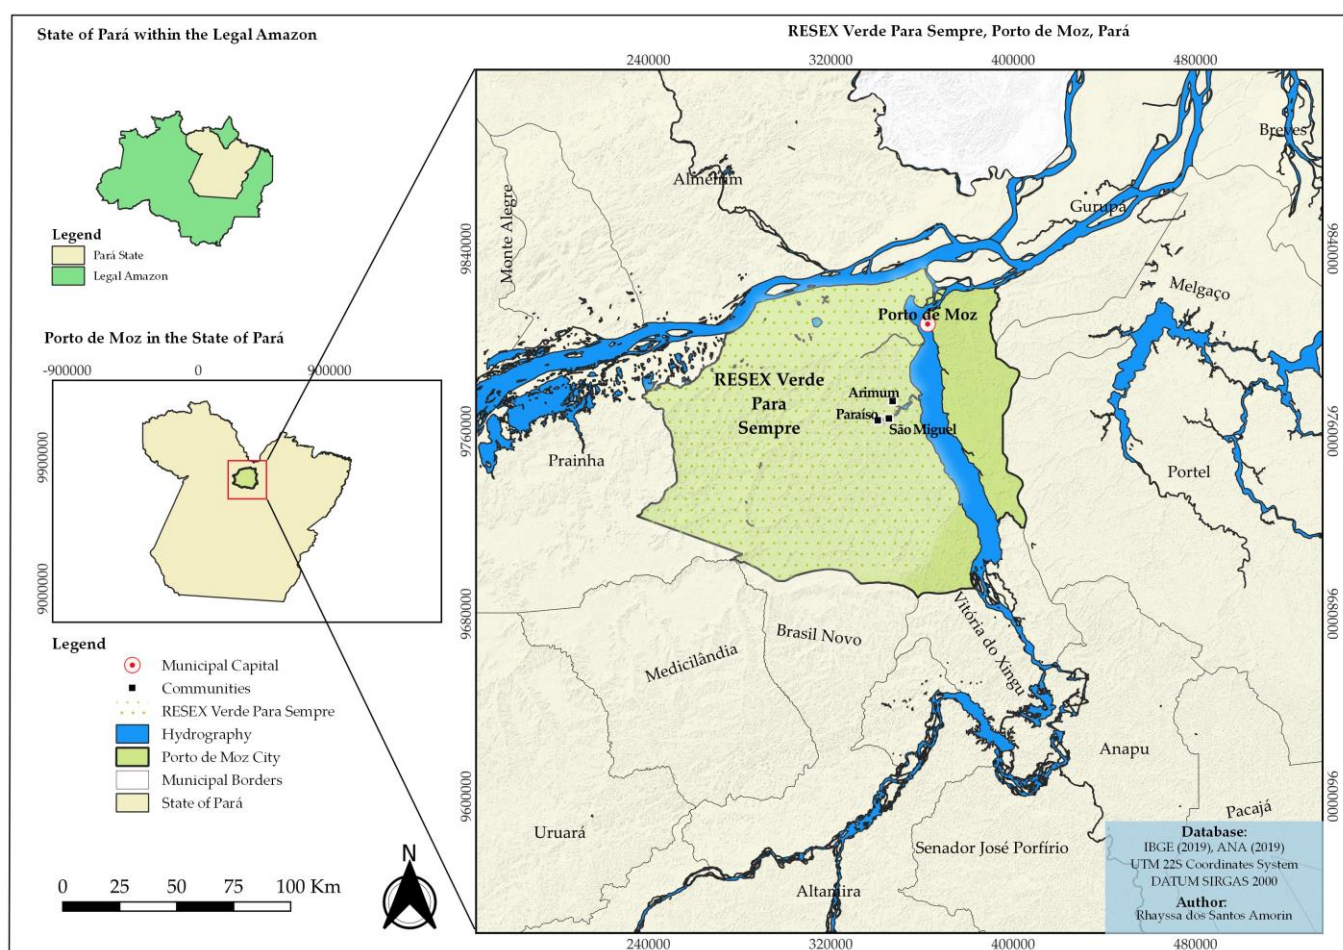 State of Pará within the Legal Amazon
Legend
Pará State
Legal Amazon
Porto de Moz in the State of Pará
-900000 0 900000
9900000
9000000
Legend
Municipal Capital
Communities
RESEX Verde Para Sempre
Hydrography
Porto de Moz City
Municipal Borders
State of Pará
0 25 50 75 100 Km
N
RESEX Verde Para Sempre, Porto de Moz, Pará
240000 320000 400000 480000
9840000
9760000
9680000
9600000
Breves
Almeirim
Gurupá
Monte Alegre
Melgaço
Porto de Moz
RESEX Verde
Para
Sempre
Arimum
Paraíso
São Miguel
Prainha
Portel
Vitória do Xingu
Brasil Novo
Medicilândia
Anapu
Pacajá
Uruará
Senador José Porfírio
Altamira
9840000
9760000
9680000
9600000
Database:
IBGE (2019), ANA (2019)
UTM 22S Coordinates System
DATUM SIRGAS 2000
Author:
Rhayssa dos Santos Amorin
240000 320000 400000 480000